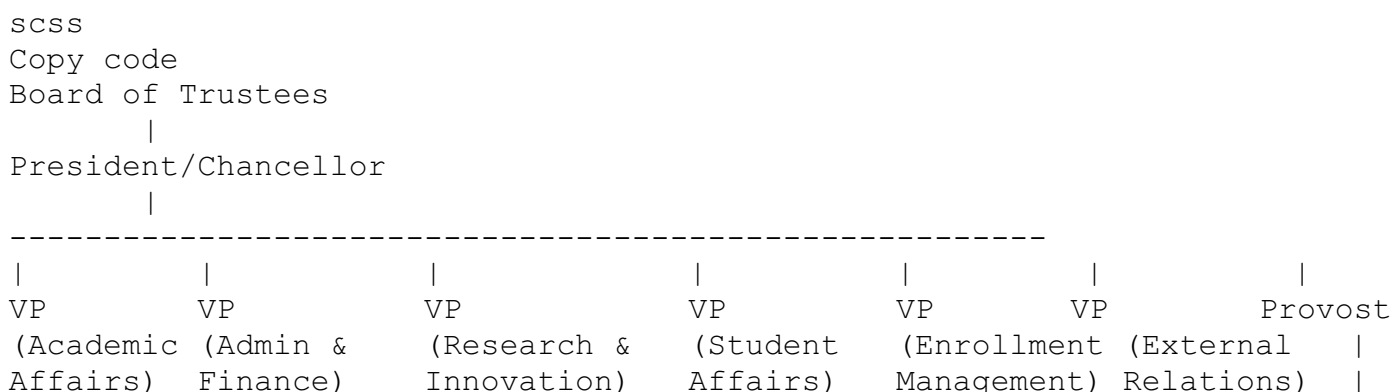 scss
Copy code
Board of Trustees
|
President/Chancellor
|
-------------------------------------------------------
| | | | | | |
VP VP VP VP VP VP Provost
(Academic (Admin & (Research & (Student (Enrollment (External |
Affairs) Finance) Innovation) Affairs) Management) Relations) |